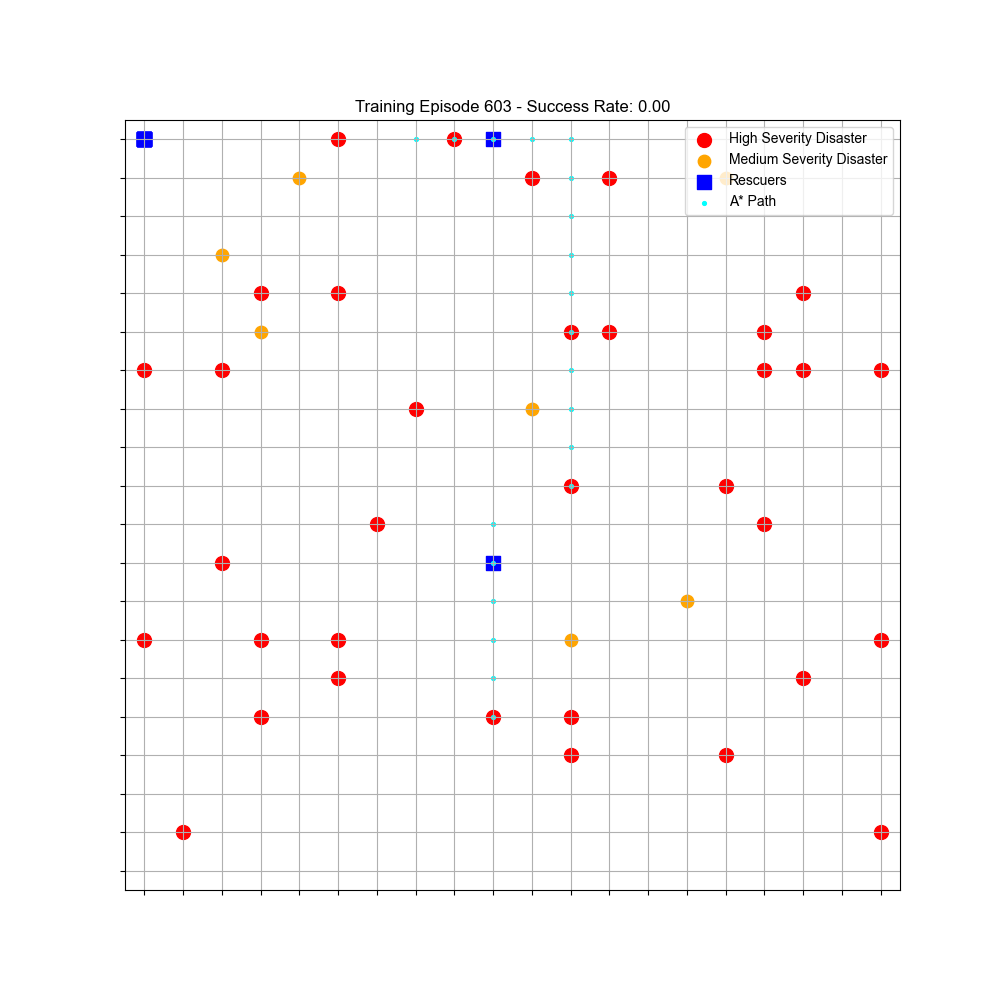 Training Episode 603 - Success Rate: 0.00
High Severity Disaster
Medium Severity Disaster
Rescuers
A* Path